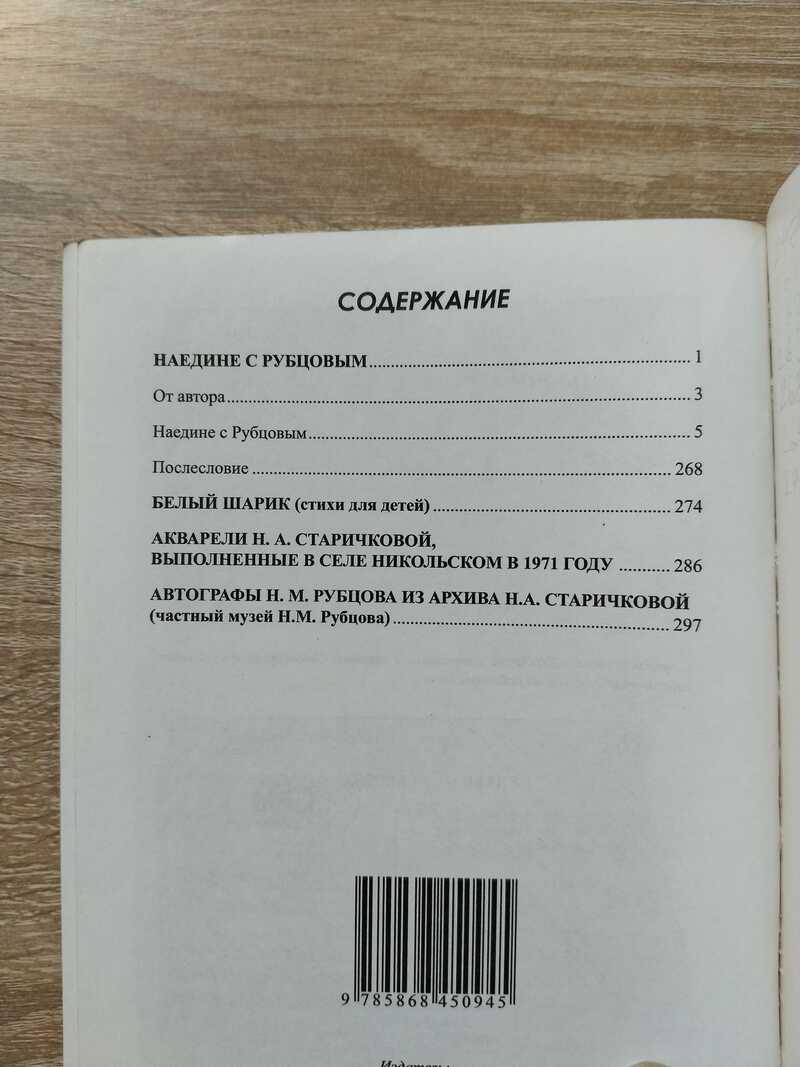 СОДЕРЖАНИЕ
НАЕДИНЕ С РУБЦОВЫМ 1
От автора 3
Наедине с Рубцовым 5
Послесловие 268
БЕЛЫЙ ШАРИК (стихи для детей) 274
АКВАРЕЛИ Н. А. СТАРИЧКОВОЙ,
ВЫПОЛНЕННЫЕ В СЕЛЕ НИКОЛЬСКОМ В 1971 ГОДУ 286
АВТОГРАФЫ Н. М. РУБЦОВА ИЗ АРХИВА Н.А. СТАРИЧКОВОЙ
(частный музей Н.М. Рубцова) 297
9 785868 450945